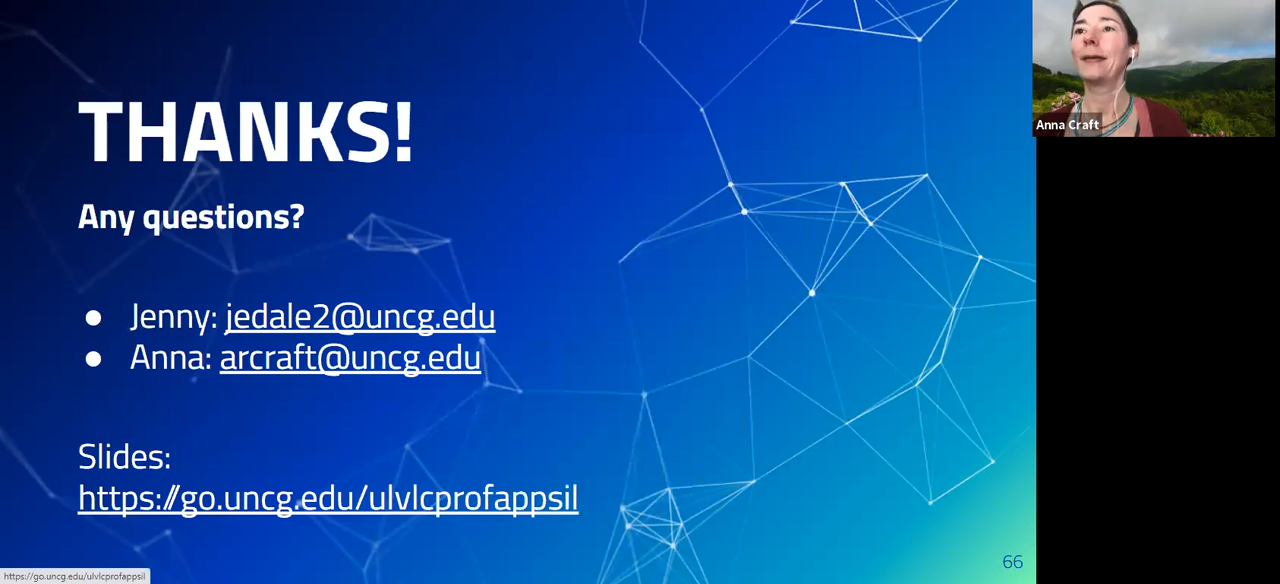 THANKS!
Any questions?
● Jenny: jedale2@uncg.edu
● Anna: arcraft@uncg.edu
Slides:
https://go.uncg.edu/ulvlcprofappsil
66
https://go.uncg.edu/ulvlcprofappsil
Anna Craft